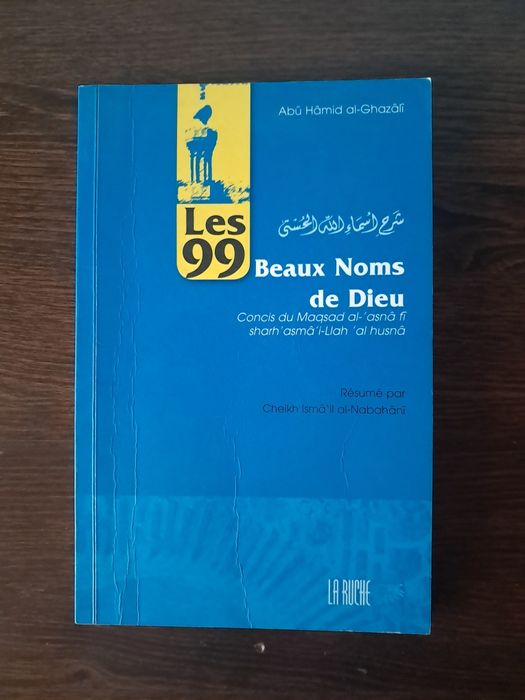 Abû Hâmid al-Ghazâlî
شرح أسماء الله الحسنى
Les
99 Beaux Noms
de Dieu
Concis du Maqsad al-'asnâ fî
sharh'asmâ'i-Llah 'al husnâ
Résumé par
Cheikh Ismâ'îl al-Nabahânî
LA RUCHE